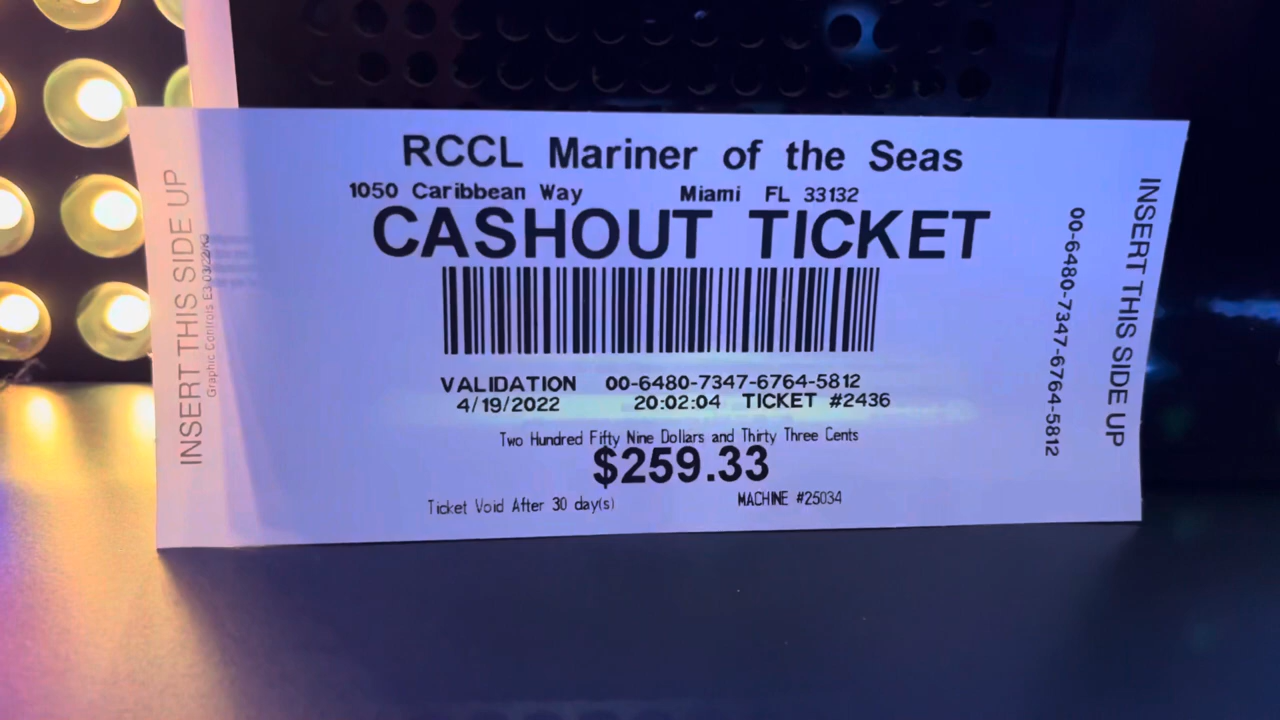 RCCL Mariner of the Seas
1050 Caribbean Way Miami FL 33132
CASHOUT TICKET
VALIDATION 00-6480-7347-6764-5812
4/19/2022 20:02:04 TICKET #2436
Two Hundred Fifty Nine Dollars and Thirty Three Cents
$259.33
Ticket Void After 30 day(s) MACHINE #25034
INSERT THIS SIDE UP
Graphic Controls E3
00-6480-7347-6764-5812
INSERT THIS SIDE UP